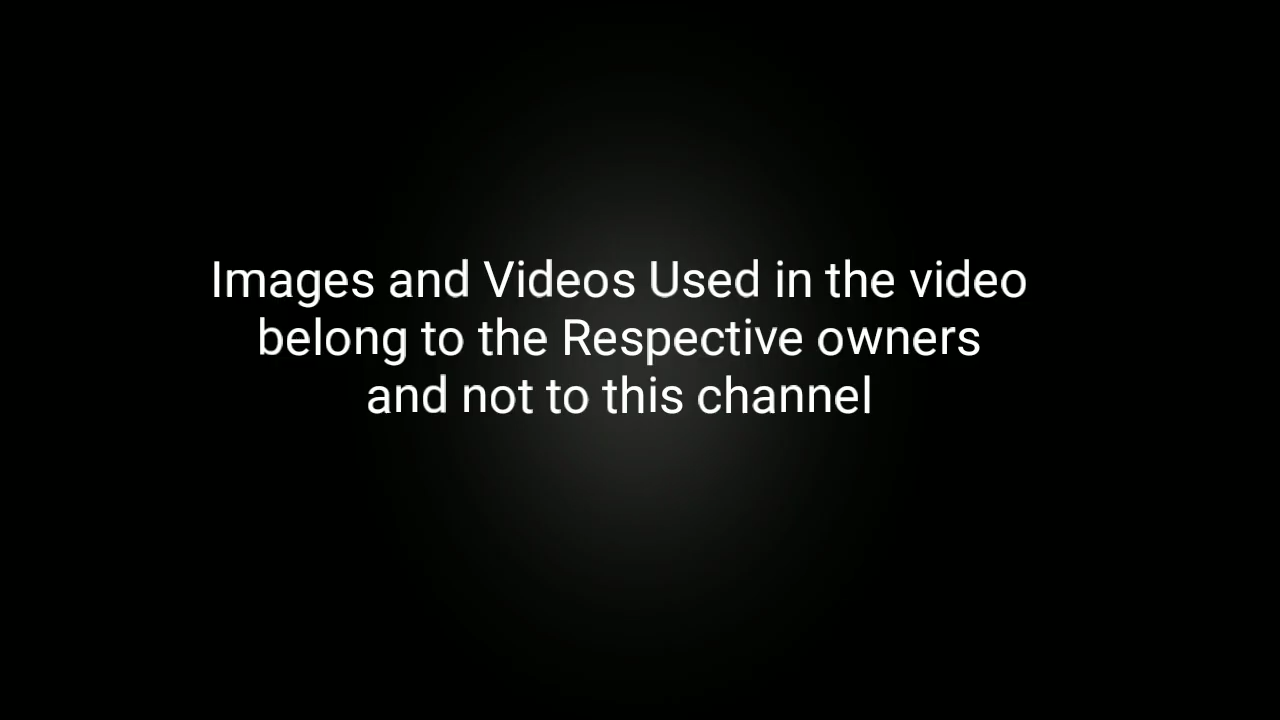 Images and Videos Used in the video
belong to the Respective owners
and not to this channel